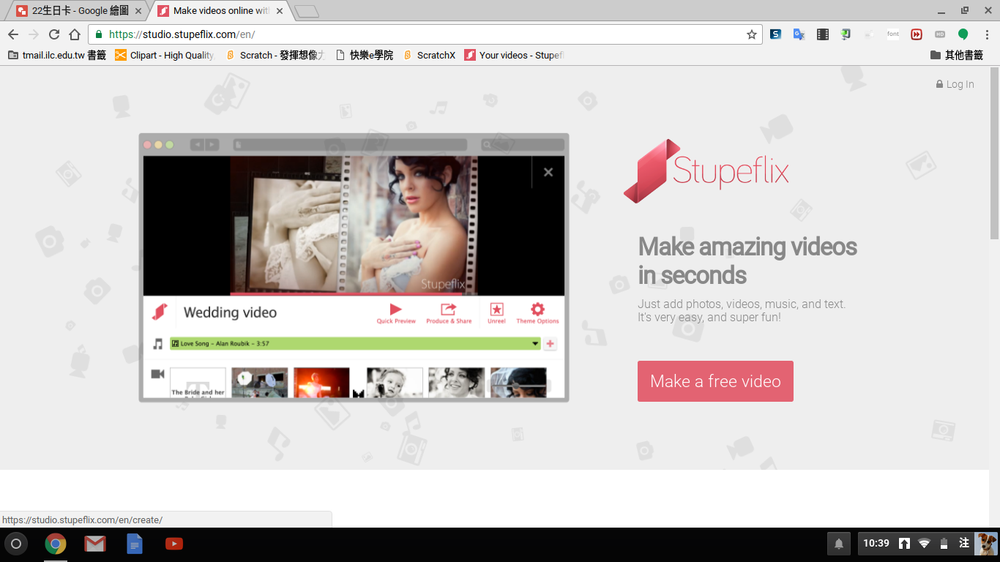 22生日卡 - Google 繪圖
Make videos online with
https://studio.stupeflix.com/en/
font
HD
tmail.ilc.edu.tw 書籤
Clipart - High Quality
Scratch - 發揮想像力
快樂e學院
ScratchX
Your videos - Stupefl
其他書籤
Log In
Stupeflix
Stupeflix
Make amazing videos
in seconds
Just add photos, videos, music, and text.
It's very easy, and super fun!
Make a free video
Wedding video
Quick Preview
Produce & Share
Unreel
Theme Options
Love Song – Alan Roubik – 3:57
T
The Bride and her
https://studio.stupeflix.com/en/create/
10:39
注